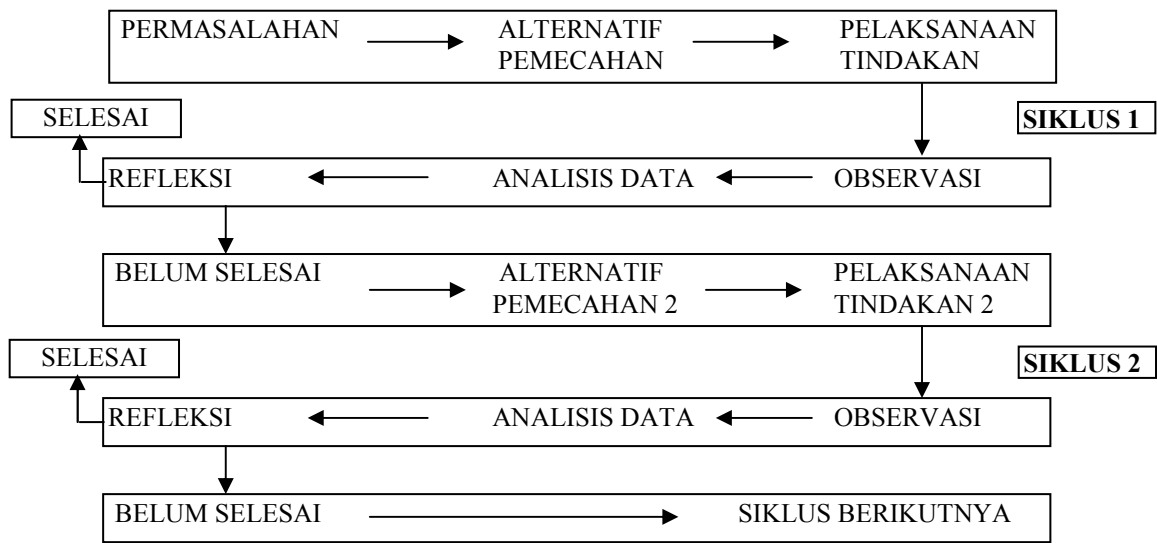 PERMASALAHAN
ALTERNATIF
PEMECAHAN
PELAKSANAAN
TINDAKAN
SELESAI
SIKLUS 1
REFLEKSI
ANALISIS DATA
OBSERVASI
BELUM SELESAI
ALTERNATIF
PEMECAHAN 2
PELAKSANAAN
TINDAKAN 2
SELESAI
SIKLUS 2
REFLEKSI
ANALISIS DATA
OBSERVASI
BELUM SELESAI
SIKLUS BERIKUTNYA